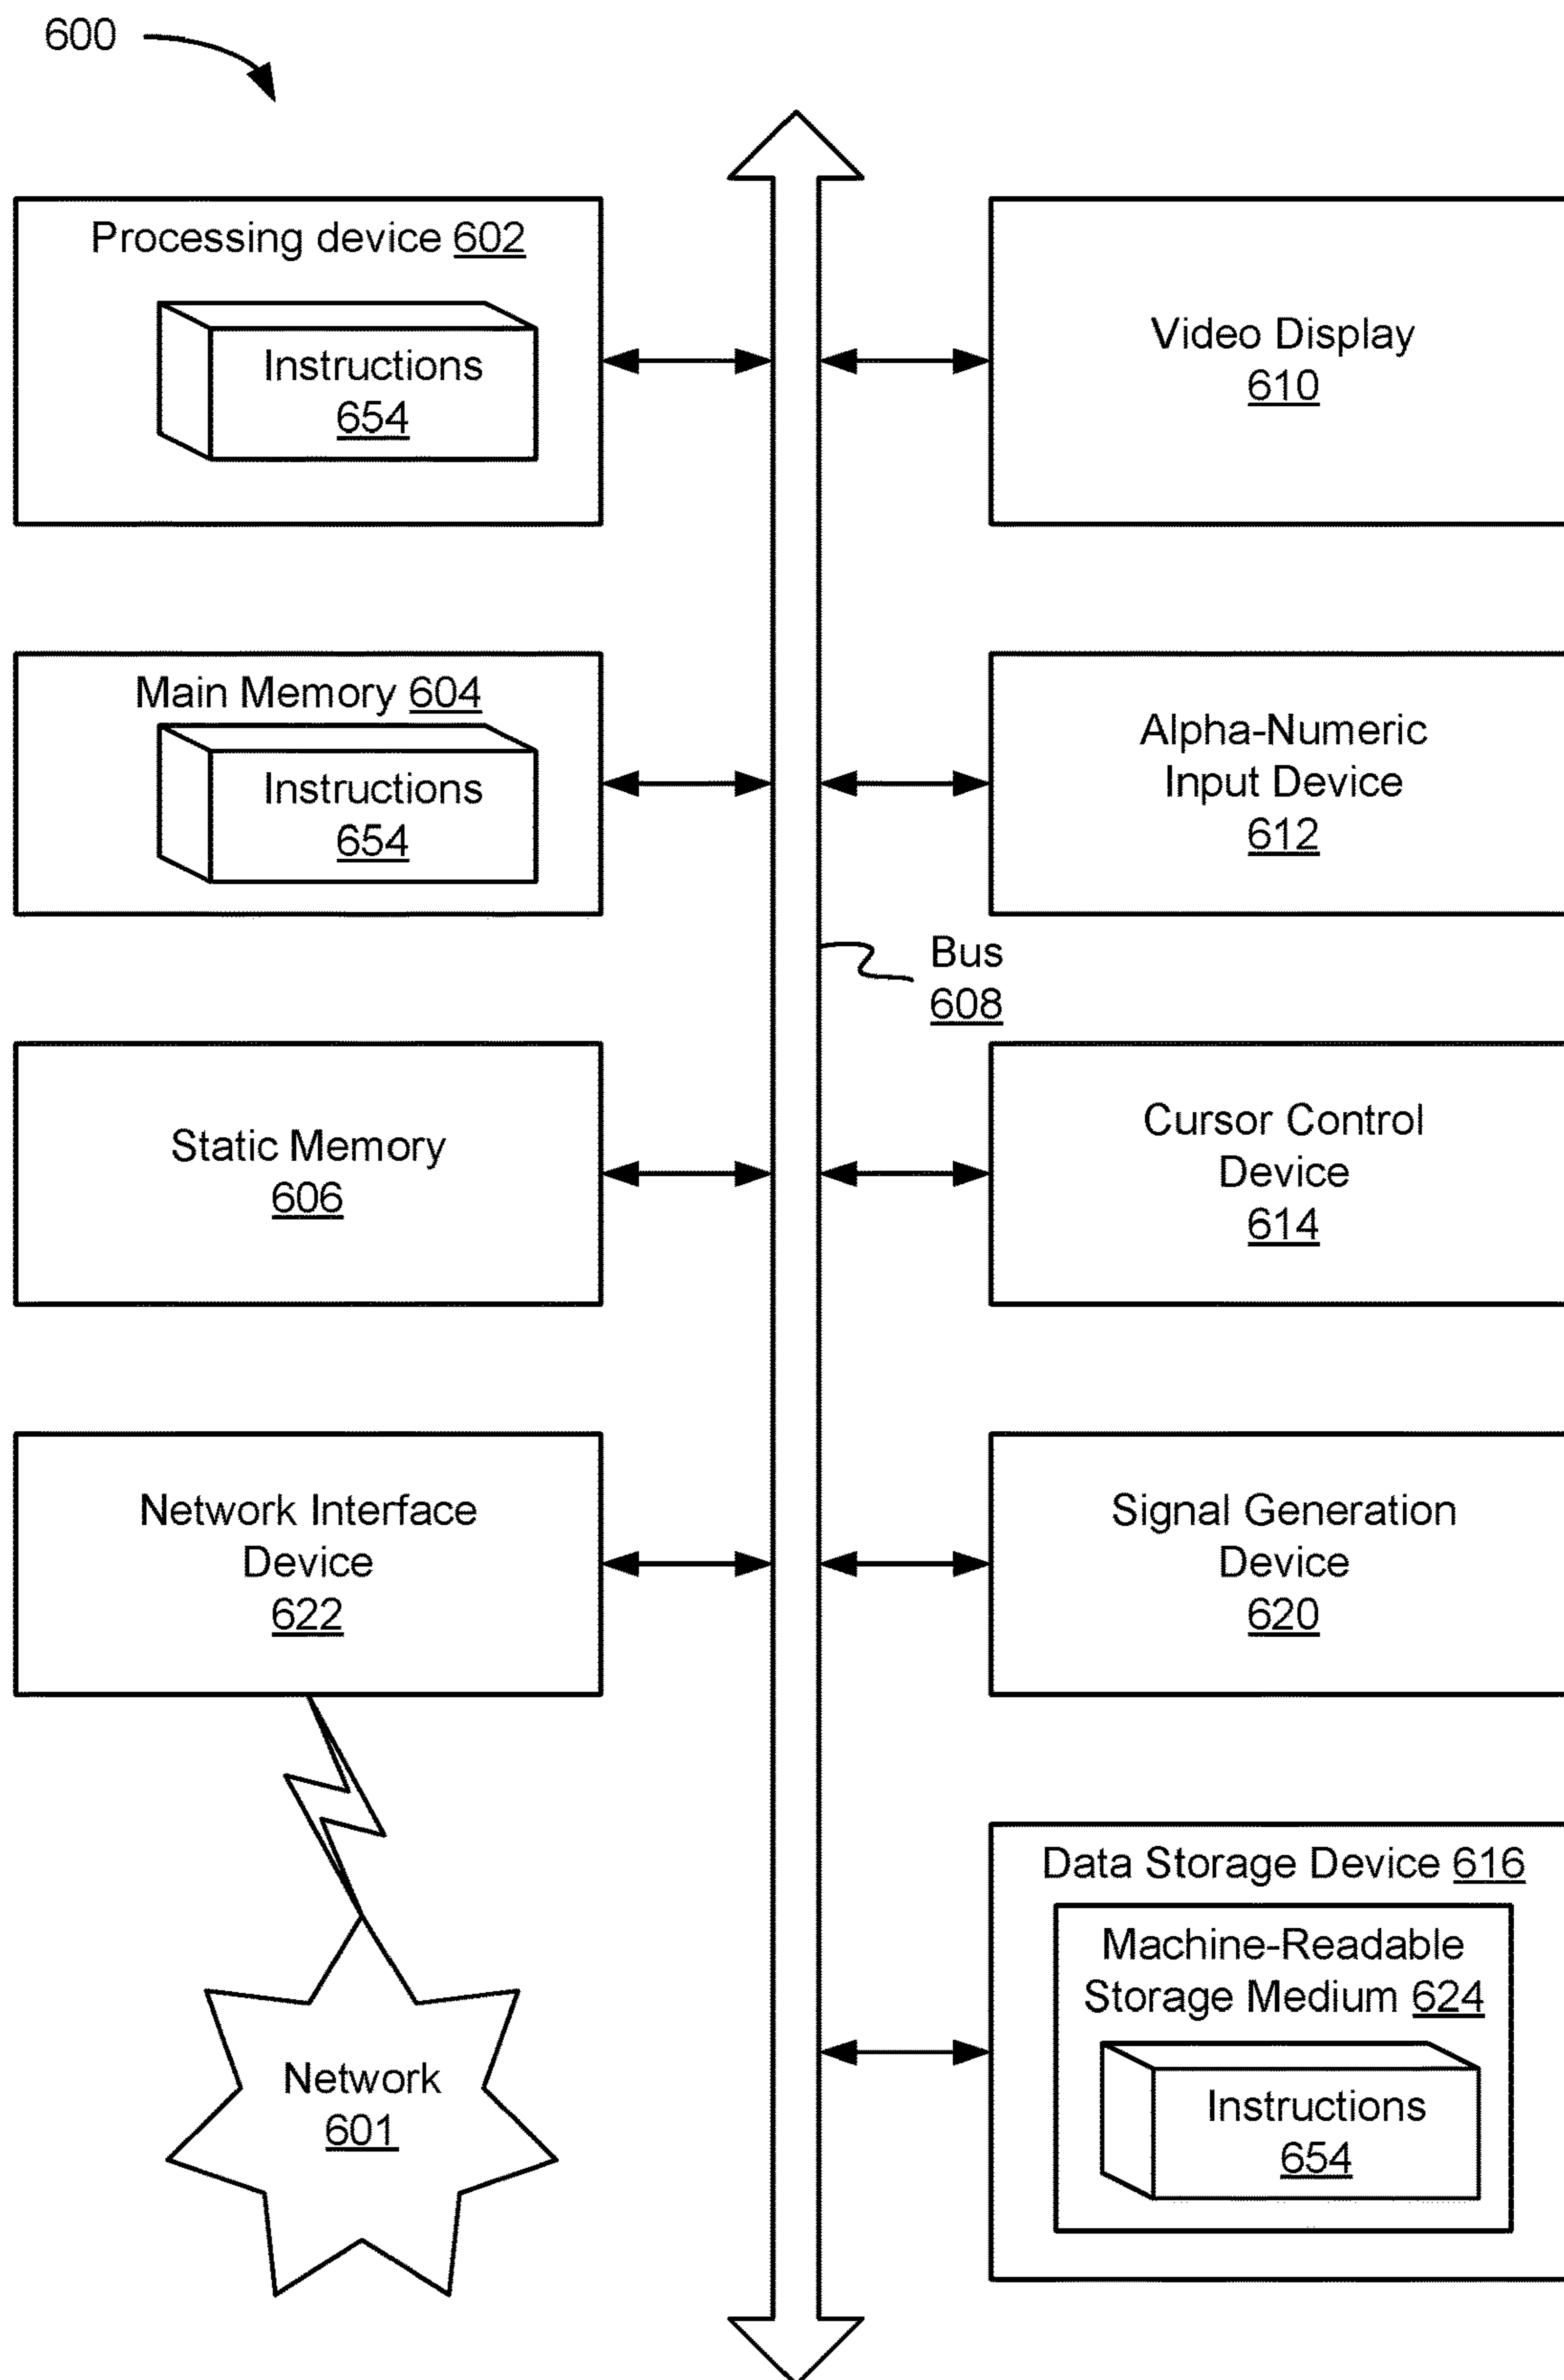 600
Processing device 602
Instructions
654
Video Display
610
Main Memory 604
Instructions
654
Alpha-Numeric
Input Device
612
Bus
608
Static Memory
606
Cursor Control
Device
614
Network Interface
Device
622
Signal Generation
Device
620
Data Storage Device 616
Machine-Readable
Storage Medium 624
Instructions
654
Network
601